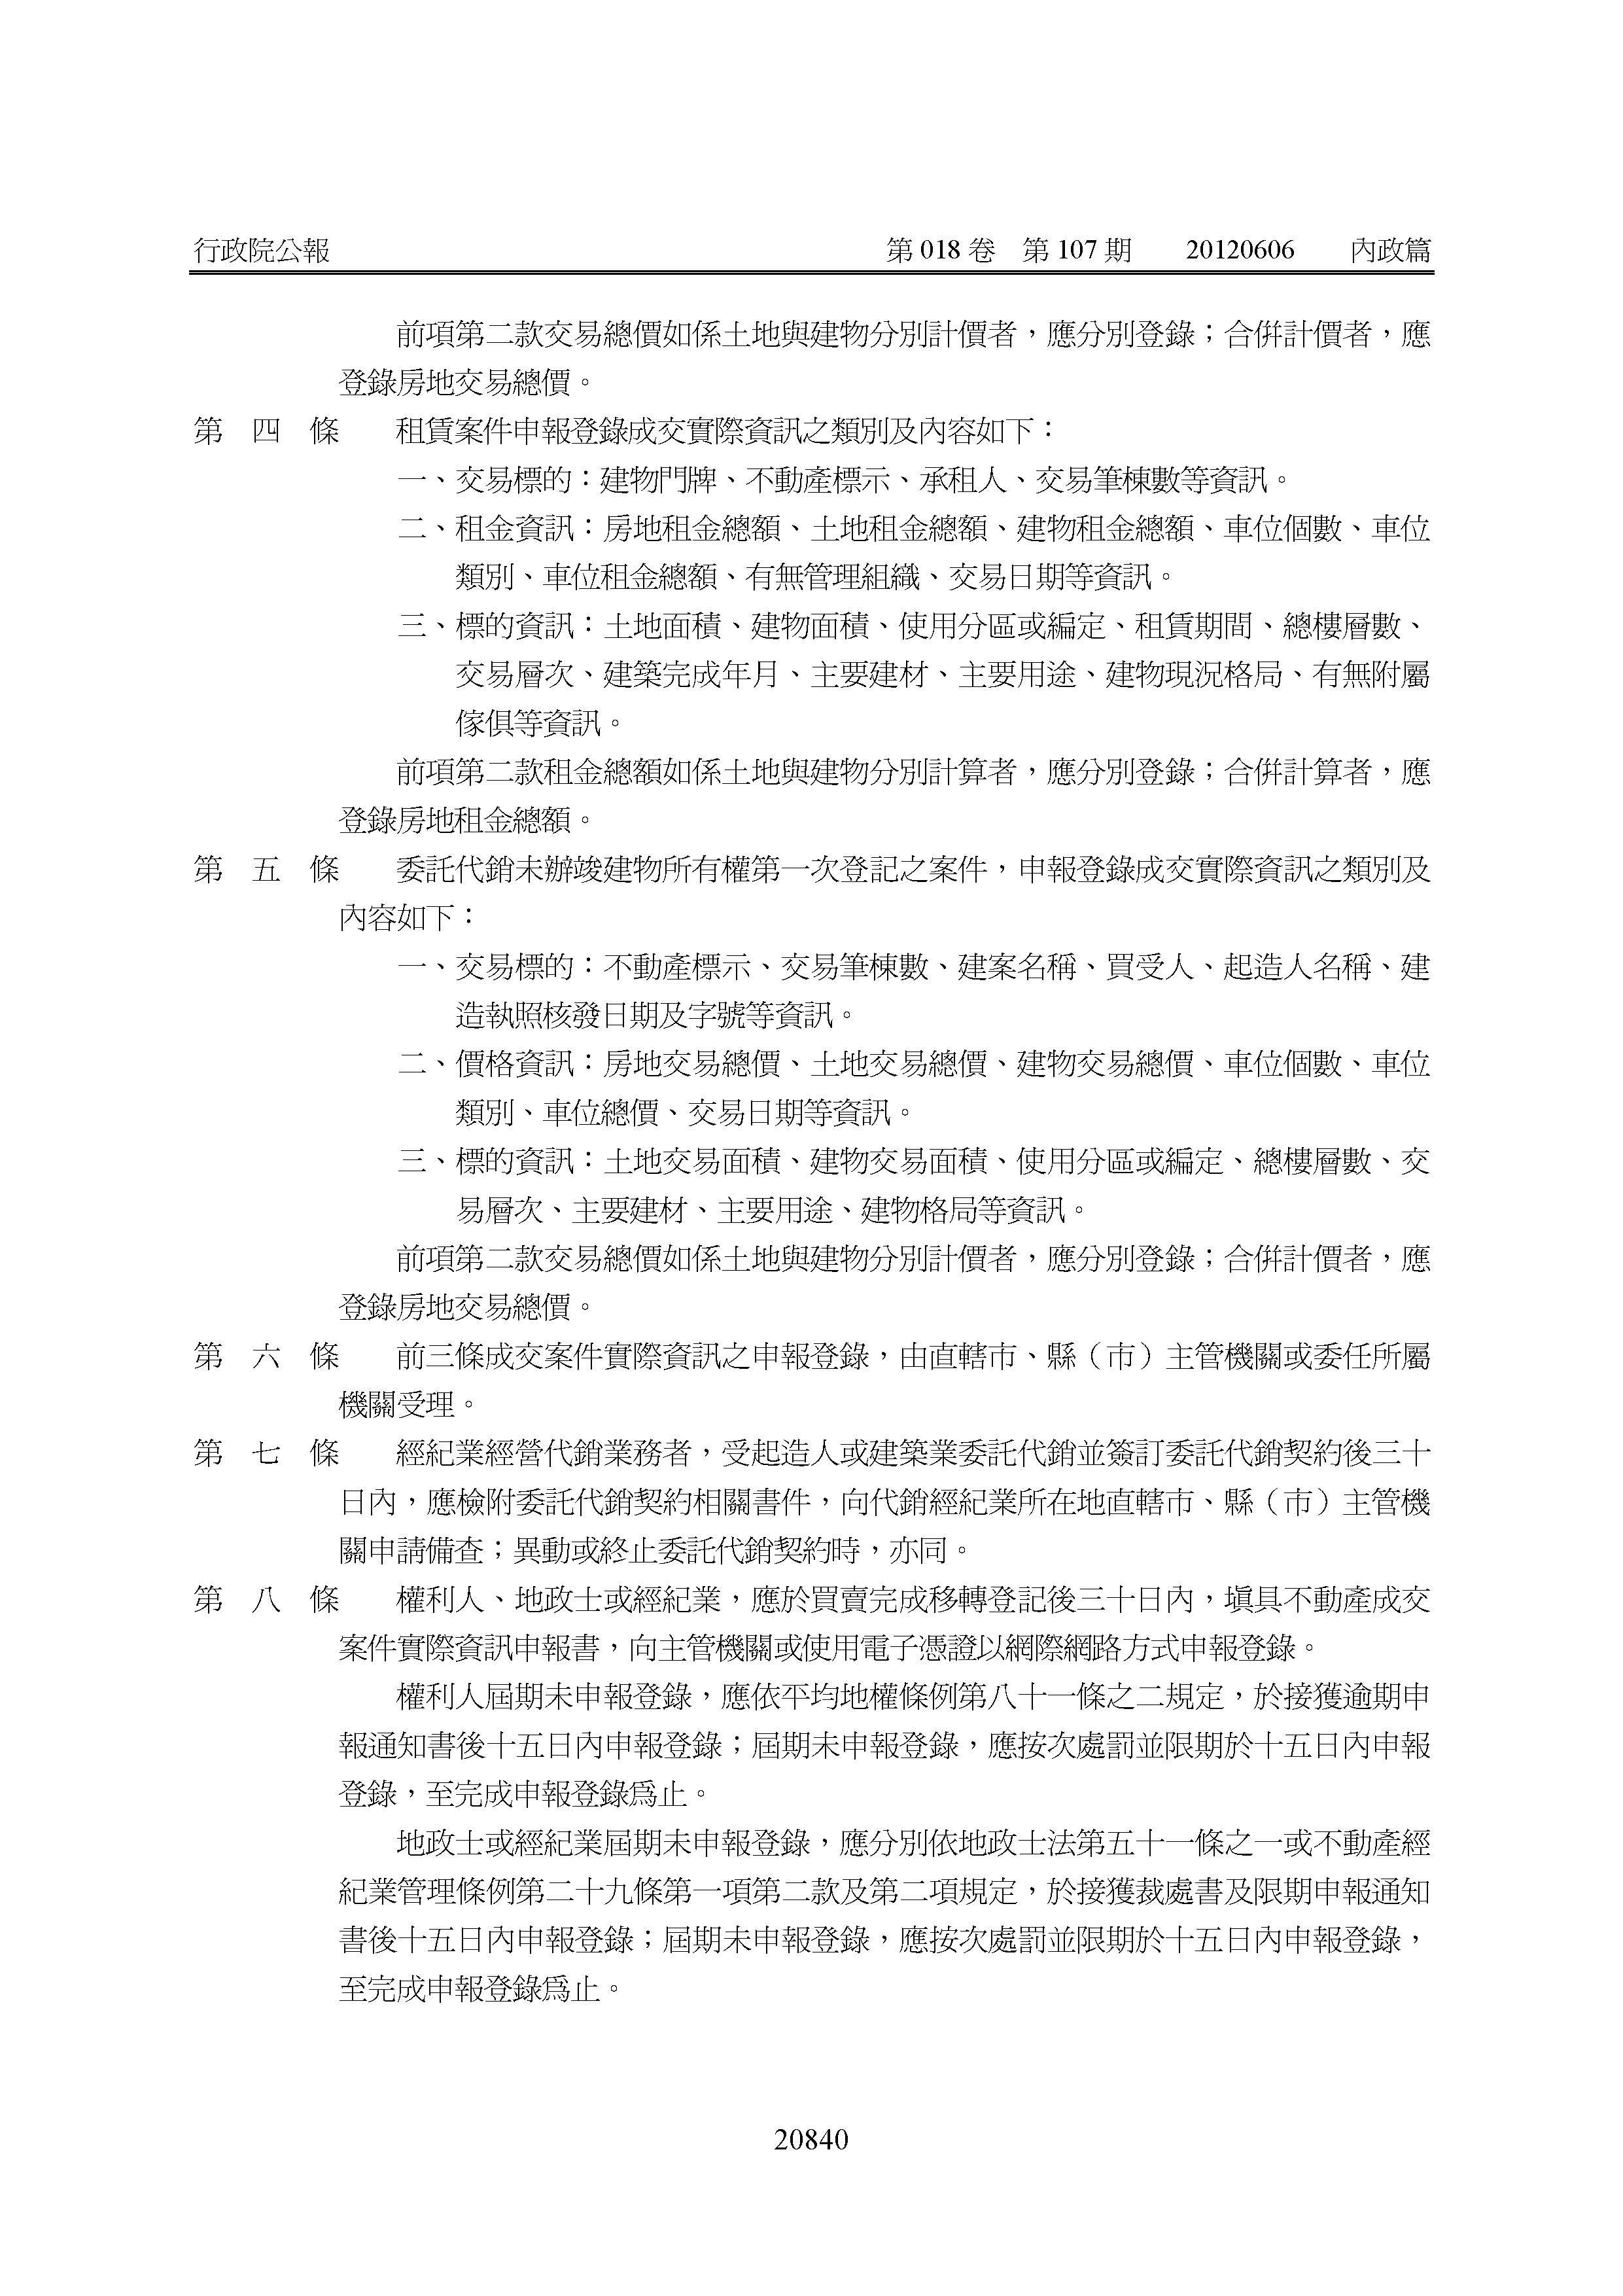 行政院公報 第 018 卷 第 107 期 20120606 內政篇
前項第二款交易總價如係土地與建物分別計價者，應分別登錄；合併計價者，應
登錄房地交易總價。
第 四 條 租賃案件申報登錄成交實際資訊之類別及內容如下：
一、交易標的：建物門牌、不動產標示、承租人、交易筆棟數等資訊。
二、租金資訊：房地租金總額、土地租金總額、建物租金總額、車位個數、車位
類別、車位租金總額、有無管理組織、交易日期等資訊。
三、標的資訊：土地面積、建物面積、使用分區或編定、租賃期間、總樓層數、
交易層次、建築完成年月、主要建材、主要用途、建物現況格局、有無附屬
傢俱等資訊。
前項第二款租金總額如係土地與建物分別計算者，應分別登錄；合併計算者，應
登錄房地租金總額。
第 五 條 委託代銷未辦竣建物所有權第一次登記之案件，申報登錄成交實際資訊之類別及
內容如下：
一、交易標的：不動產標示、交易筆棟數、建案名稱、買受人、起造人名稱、建
造執照核發日期及字號等資訊。
二、價格資訊：房地交易總價、土地交易總價、建物交易總價、車位個數、車位
類別、車位總價、交易日期等資訊。
三、標的資訊：土地交易面積、建物交易面積、使用分區或編定、總樓層數、交
易層次、主要建材、主要用途、建物格局等資訊。
前項第二款交易總價如係土地與建物分別計價者，應分別登錄；合併計價者，應
登錄房地交易總價。
第 六 條 前三條成交案件實際資訊之申報登錄，由直轄市、縣（市）主管機關或委任所屬
機關受理。
第 七 條 經紀業經營代銷業務者，受起造人或建築業委託代銷並簽訂委託代銷契約後三十
日內，應檢附委託代銷契約相關書件，向代銷經紀業所在地直轄市、縣（市）主管機
關申請備查；異動或終止委託代銷契約時，亦同。
第 八 條 權利人、地政士或經紀業，應於買賣完成移轉登記後三十日內，填具不動產成交
案件實際資訊申報書，向主管機關或使用電子憑證以網際網路方式申報登錄。
權利人屆期未申報登錄，應依平均地權條例第八十一條之二規定，於接獲逾期申
報通知書後十五日內申報登錄；屆期未申報登錄，應按次處罰並限期於十五日內申報
登錄，至完成申報登錄為止。
地政士或經紀業屆期未申報登錄，應分別依地政士法第五十一條之一或不動產經
紀業管理條例第二十九條第一項第二款及第二項規定，於接獲裁處書及限期申報通知
書後十五日內申報登錄；屆期未申報登錄，應按次處罰並限期於十五日內申報登錄，
至完成申報登錄為止。
20840